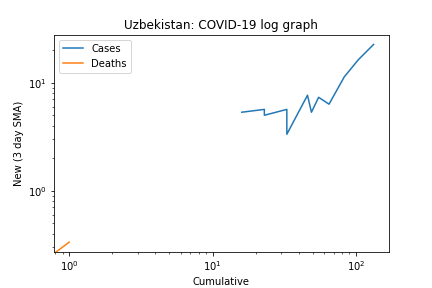 Uzbekistan: COVID-19 log graph
Cases
Deaths
New (3 day SMA)
10¹
10⁰
10⁰ 10¹ 10²
Cumulative